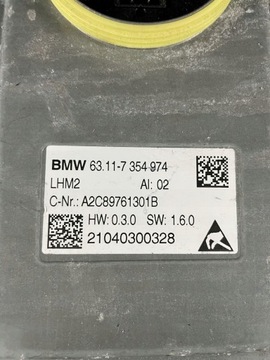 BMW 63.11-7 354 974
LHM2 AI: 02
C-Nr.: A2C89761301B
HW: 0.3.0 SW: 1.6.0
21040300328